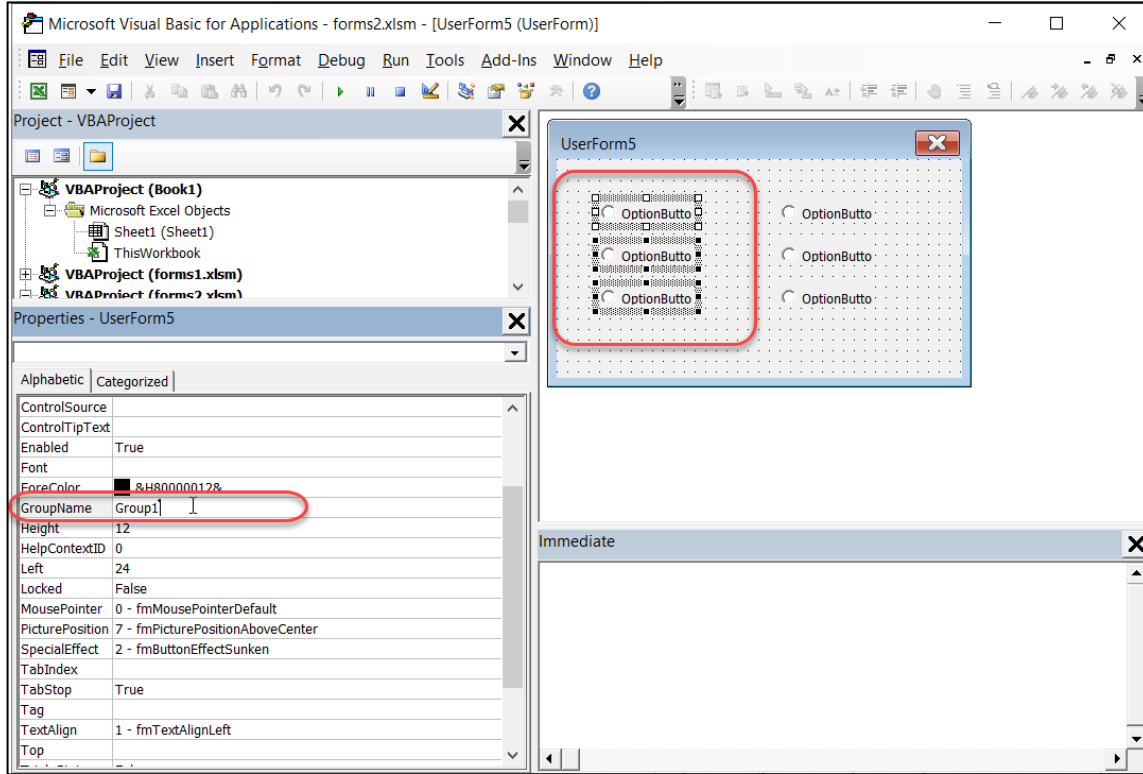 Microsoft Visual Basic for Applications - forms2.xlsm - [UserForm5 (UserForm)]
File Edit View Insert Format Debug Run Tools Add-Ins Window Help
Project - VBAProject
VBAProject (Book1)
Microsoft Excel Objects
Sheet1 (Sheet1)
ThisWorkbook
VBAProject (forms1.xlsm)
VBAProject (forms2.xlsm)
Properties - UserForm5
Alphabetic Categorized
ControlSource
ControlTipText
Enabled True
Font
ForeColor &H80000012&
GroupName Group1
Height 12
HelpContextID 0
Left 24
Locked False
MousePointer 0 - fmMousePointerDefault
PicturePosition 7 - fmPicturePositionAboveCenter
SpecialEffect 2 - fmButtonEffectSunken
TabIndex
TabStop True
Tag
TextAlign 1 - fmTextAlignLeft
Top
UserForm5
OptionButto OptionButto
OptionButto OptionButto
OptionButto OptionButto
Immediate